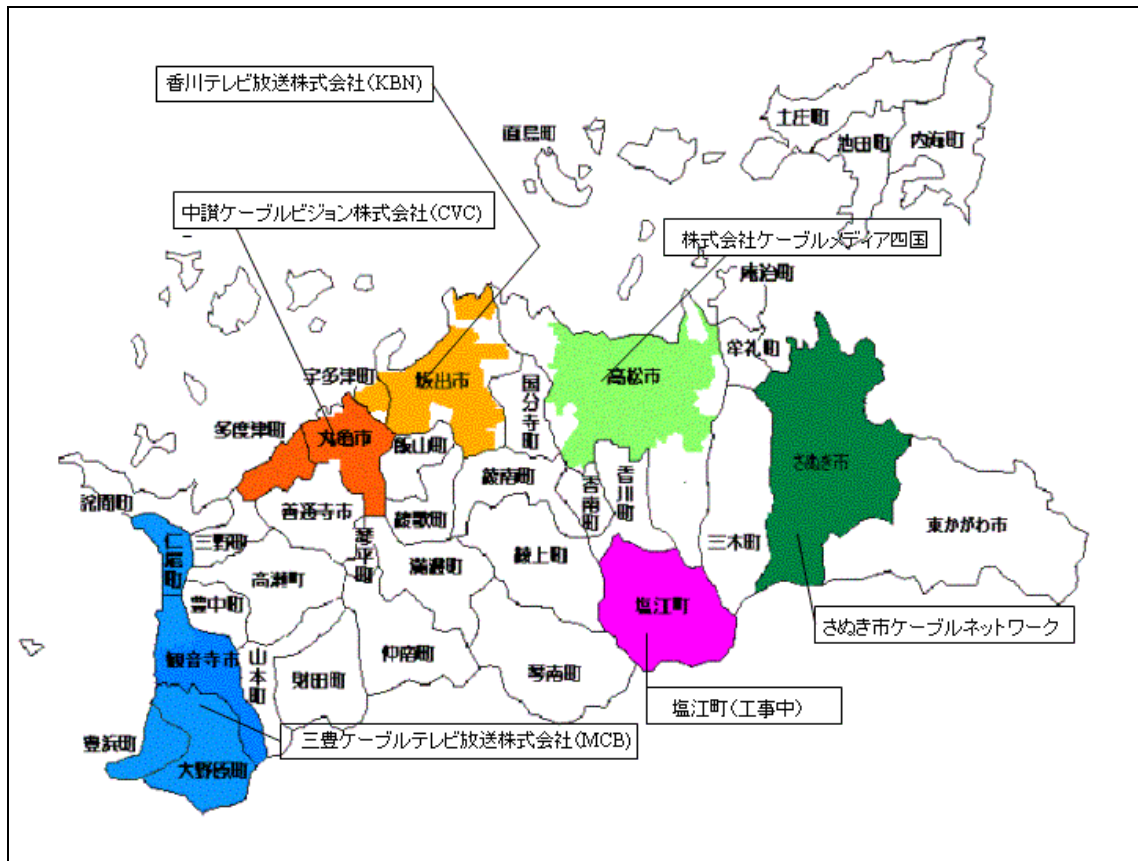 香川テレビ放送株式会社(KBN)
土庄町
直島町
池田町
内海町
中讃ケーブルビジョン株式会社(CVC)
株式会社ケーブルメディア四国
庵治町
牟礼町
宇多津町
坂出市
国分寺町
高松市
多度津町
丸亀市
飯山町
さぬき市
綾南町
香川町
香南町
詫間町
善通寺市
綾歌町
東かがわ市
仁尾町
三野町
琴平町
満濃町
綾上町
三木町
高瀬町
豊中町
塩江町
さぬき市ケーブルネットワーク
観音寺市
山本町
財田町
仲南町
琴南町
塩江町(工事中)
豊浜町
三豊ケーブルテレビ放送株式会社(MCB)
大野原町